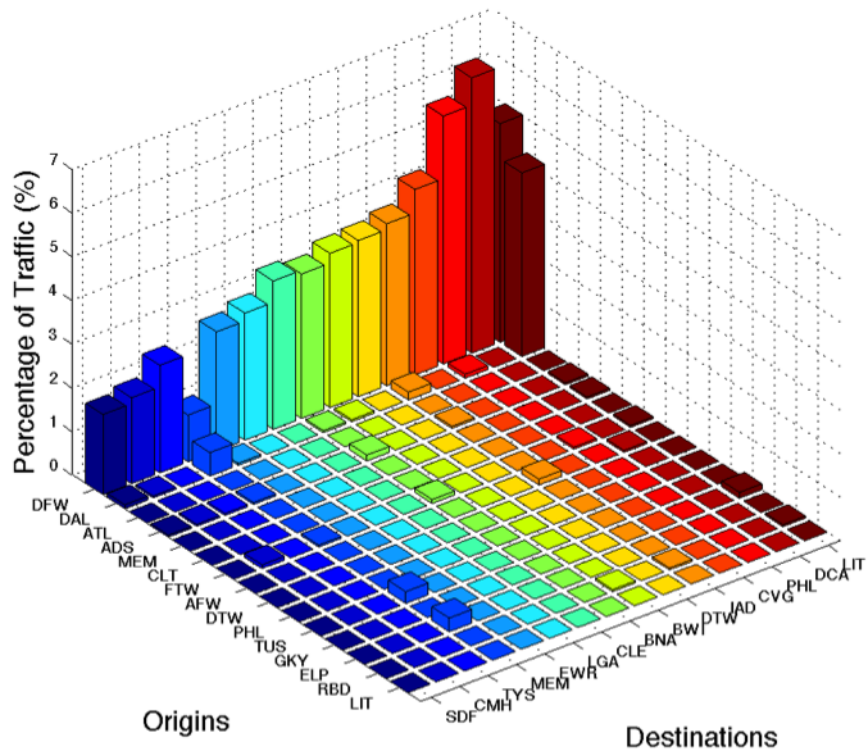 Percentage of Traffic (%)
7
6
5
4
3
2
1
0
DFW
DAL
ATL
ADS
MEM
CLT
FTW
AFW
DTW
PHL
TUS
GKY
ELP
RBD
LIT
Origins
SDF
CMH
TYS
MEM
EWR
LGA
CLE
BNA
BWI
DTW
IAD
CVG
PHL
DCA
LIT
Destinations